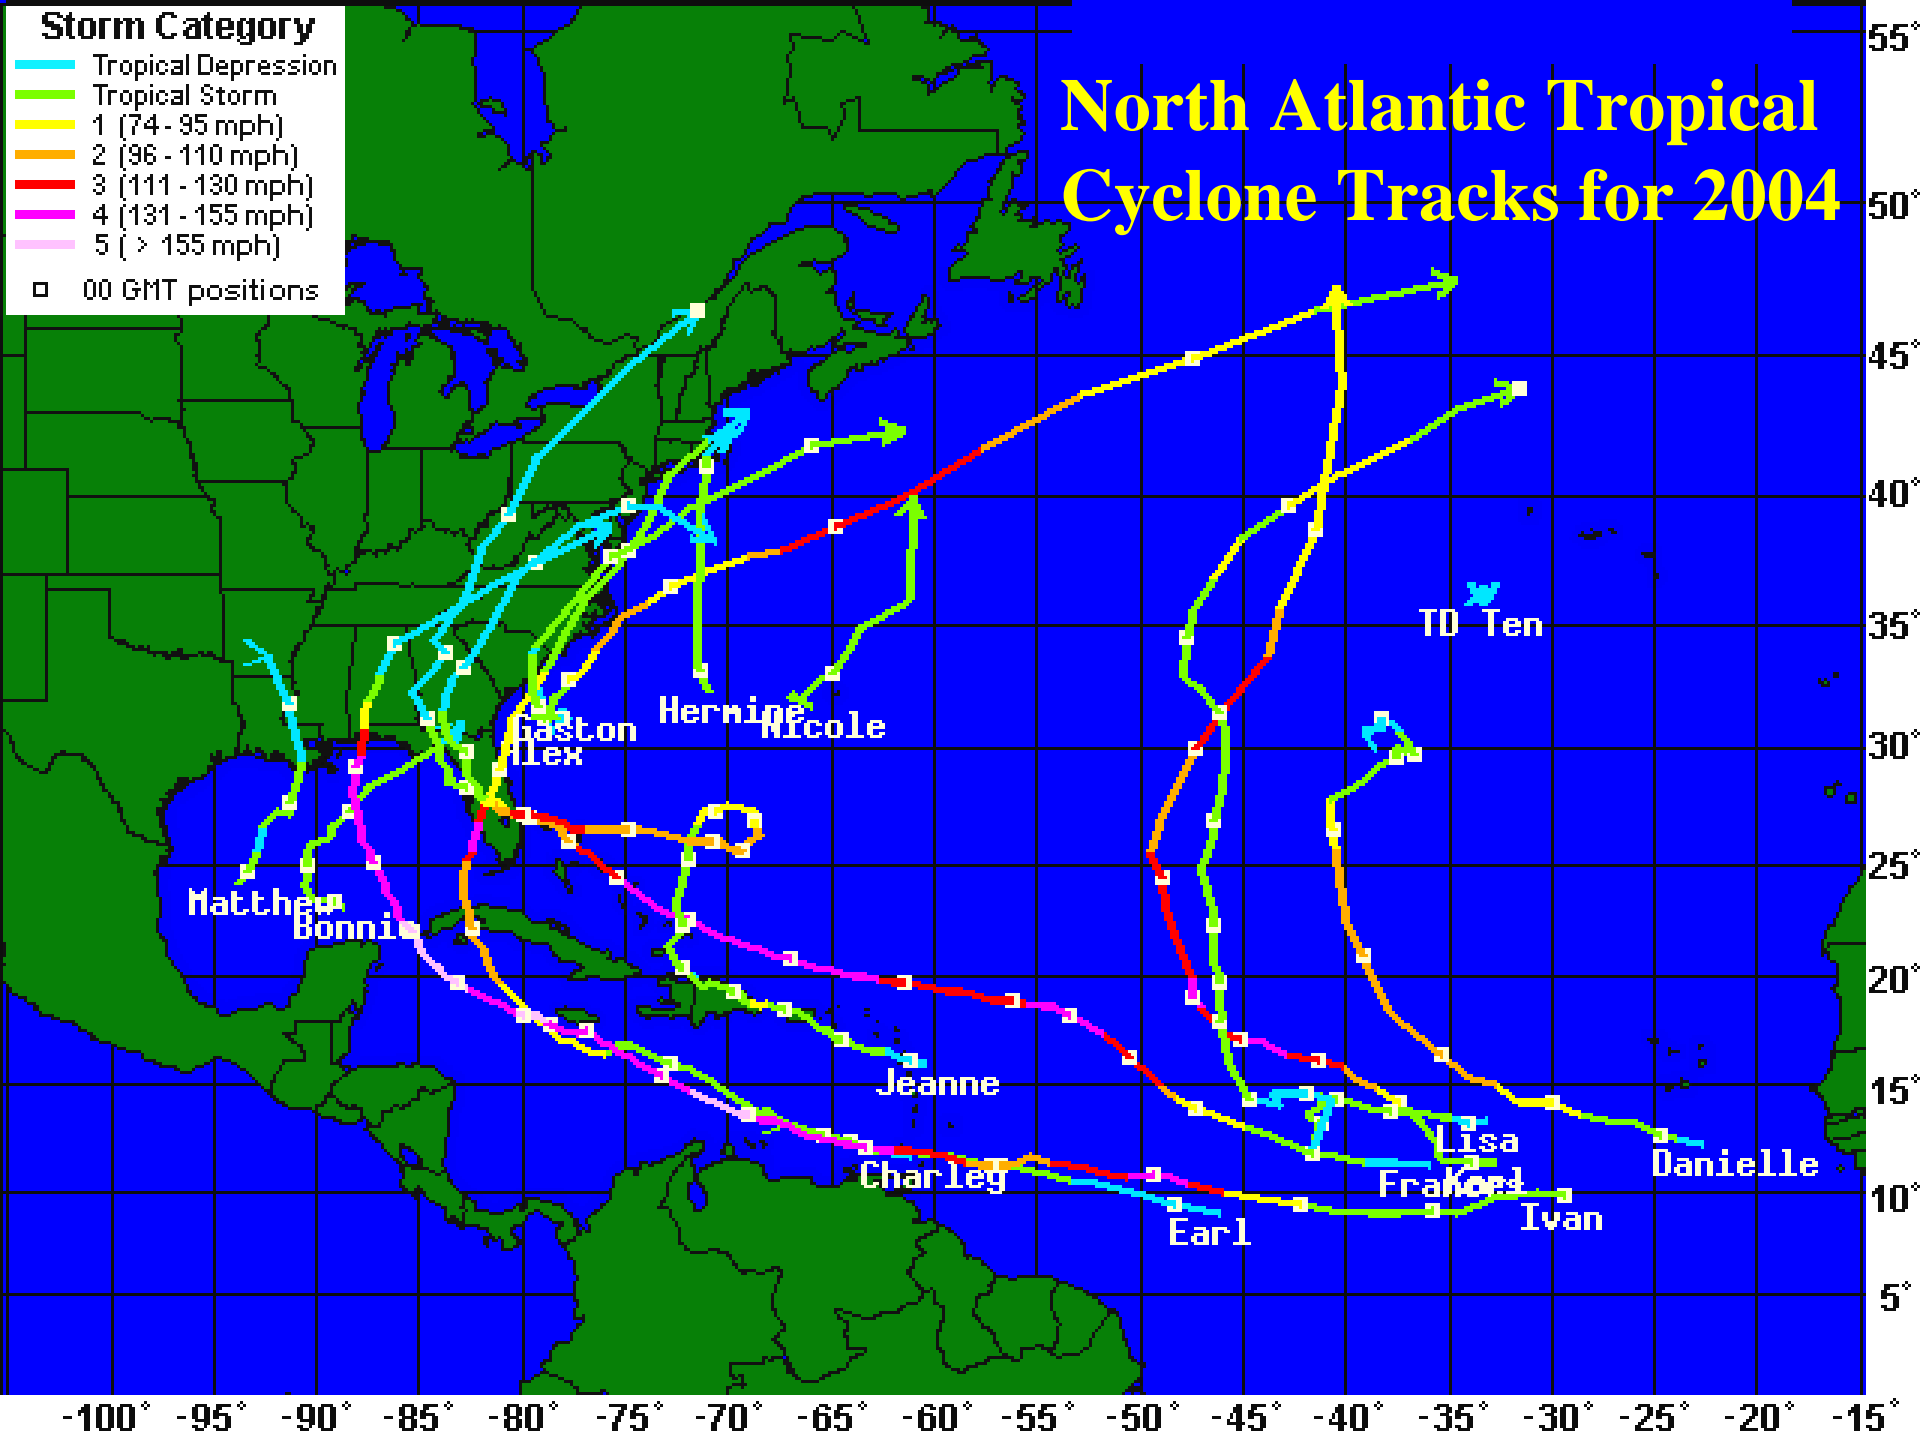 Storm Category
Tropical Depression
Tropical Storm
1 (74 - 95 mph)
2 (96 - 110 mph)
3 (111 - 130 mph)
4 (131 - 155 mph)
5 ( > 155 mph)
00 GMT positions
North Atlantic Tropical
Cyclone Tracks for 2004
55°
50°
45°
40°
35°
30°
25°
20°
15°
10°
5°
TD Ten
Hermine
Nicole
Gaston
Alex
Matthew
Bonnie
Jeanne
Lisa
Danielle
Charley
Frances
Karl
Ivan
Earl
-100° -95° -90° -85° -80° -75° -70° -65° -60° -55° -50° -45° -40° -35° -30° -25° -20° -15°